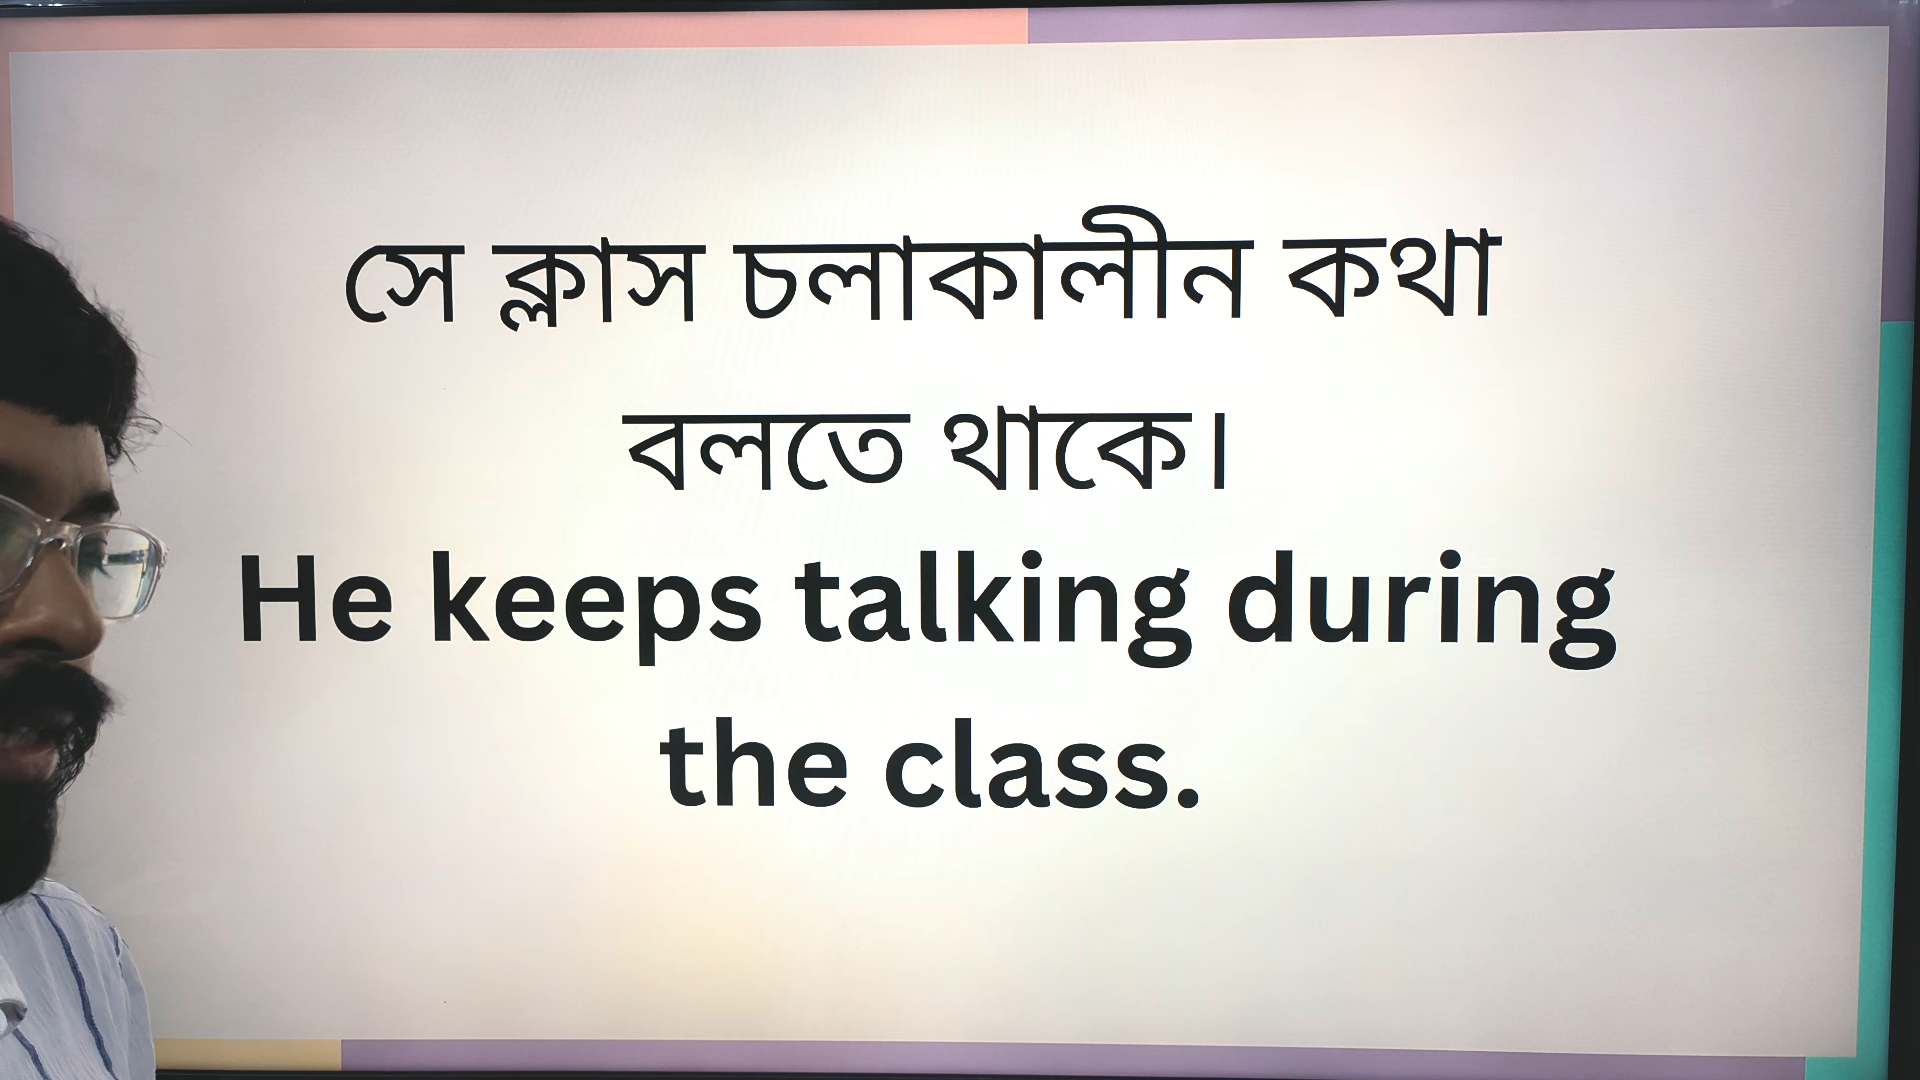 সে ক্লাস চলাকালীন কথা
বলতে থাকে।
He keeps talking during
the class.